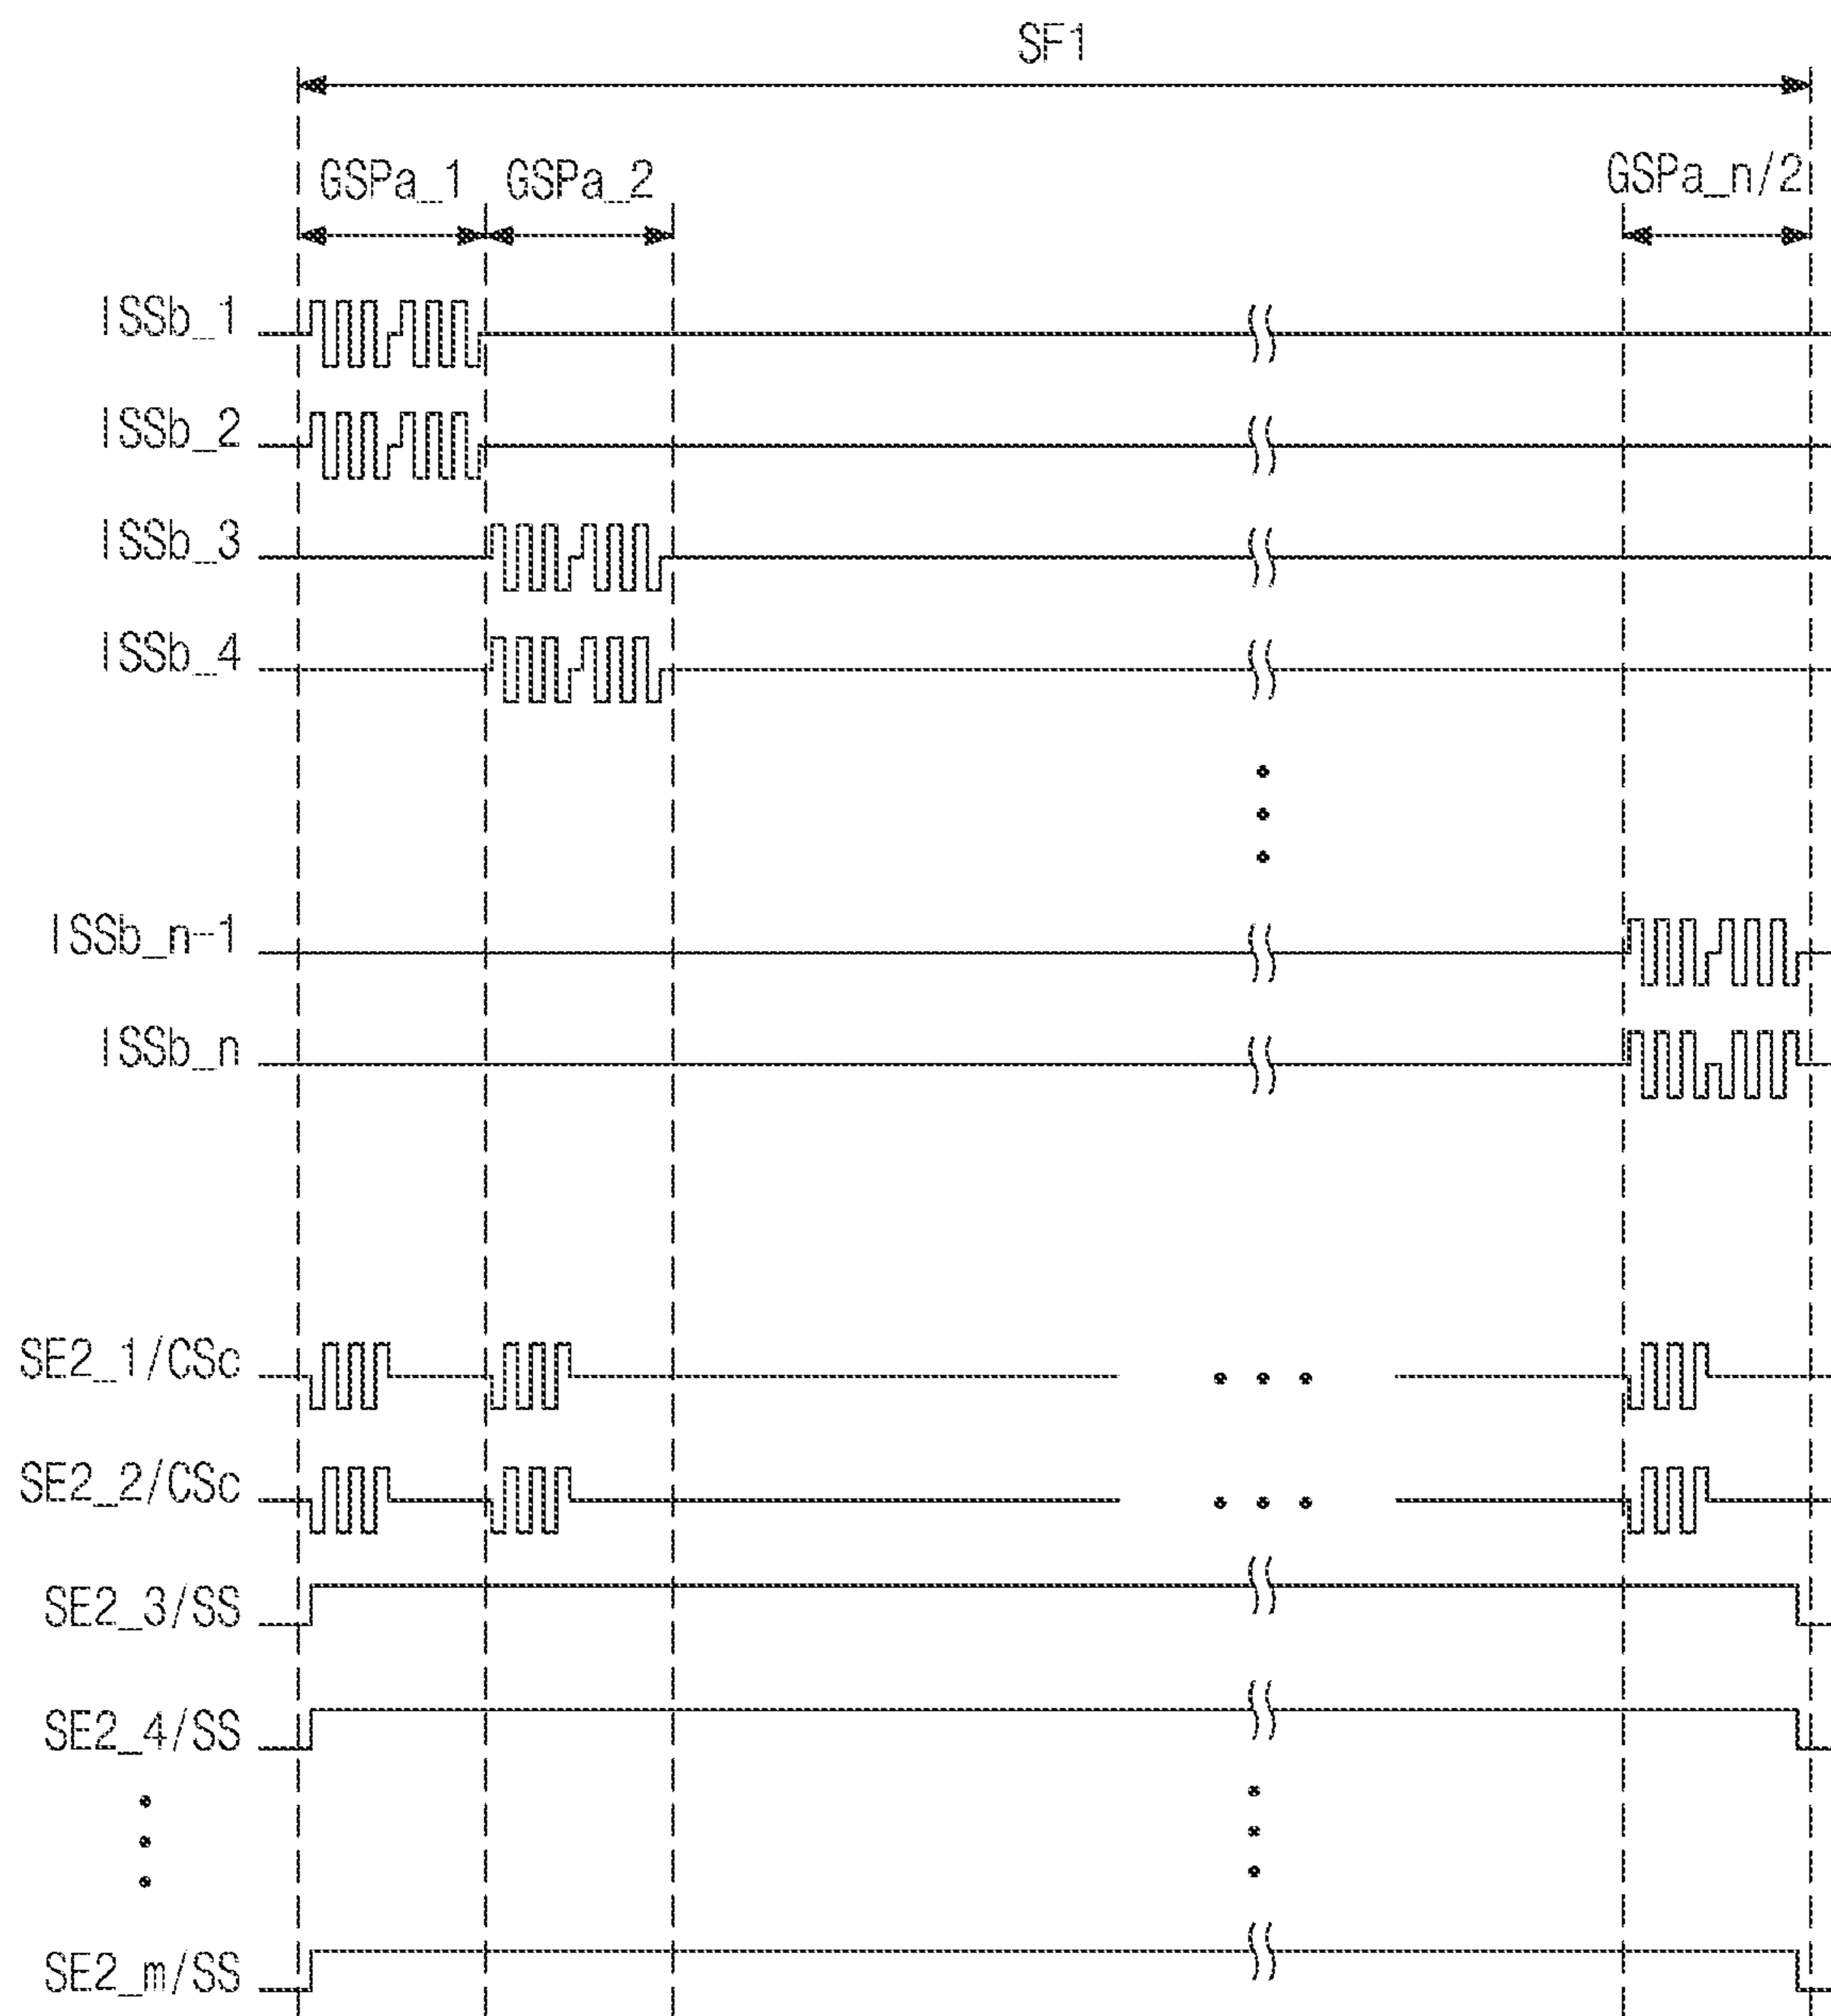 SF1
GSPa_1 GSPa_2 GSPa_n/2
ISSb_1
ISSb_2
ISSb_3
ISSb_4
ISSb_n-1
ISSb_n
SE2_1/CSc
SE2_2/CSc
SE2_3/SS
SE2_4/SS
SE2_m/SS